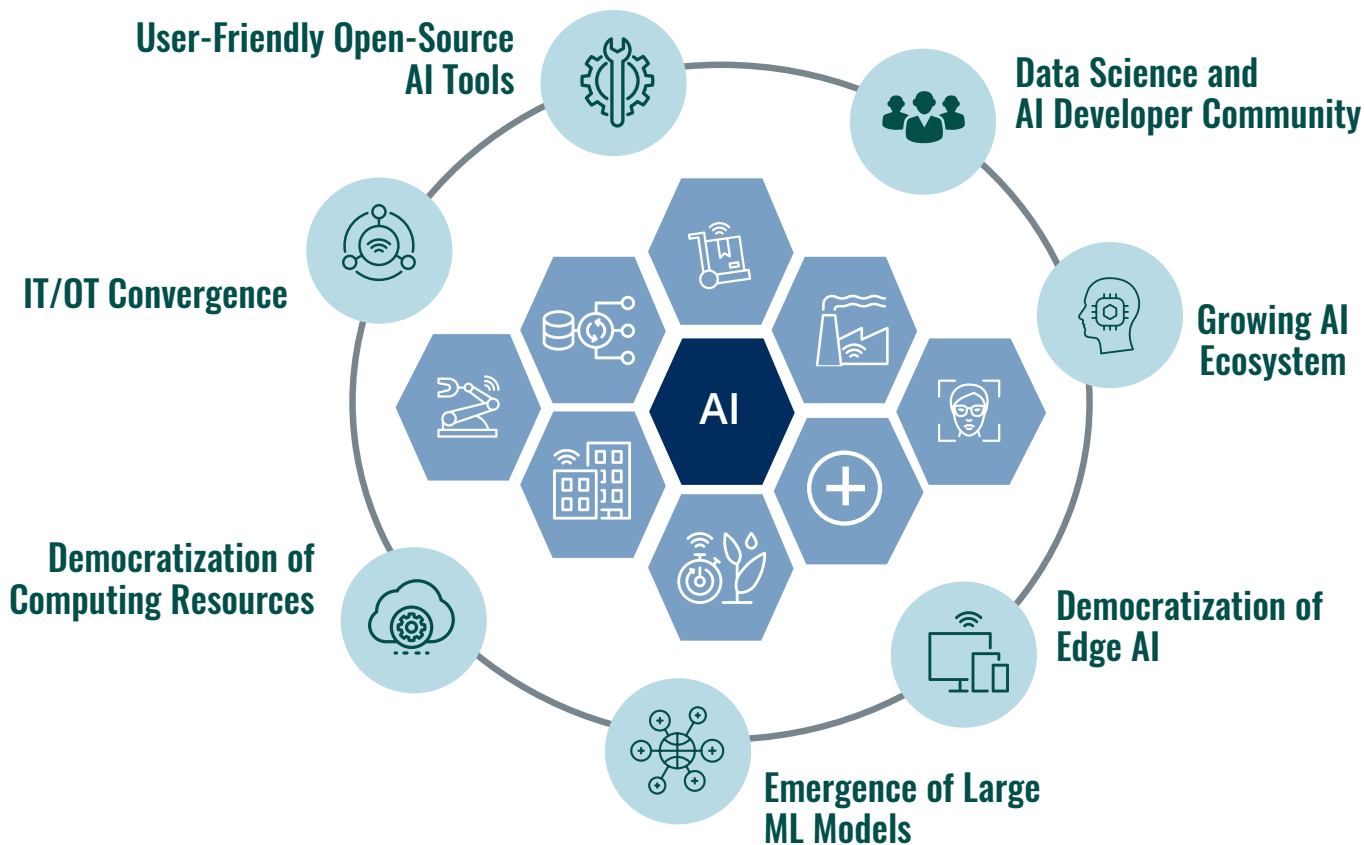 User-Friendly Open-Source
AI Tools
Data Science and
AI Developer Community
IT/OT Convergence
Growing AI
Ecosystem
AI
Democratization of
Computing Resources
Democratization of
Edge AI
Emergence of Large
ML Models